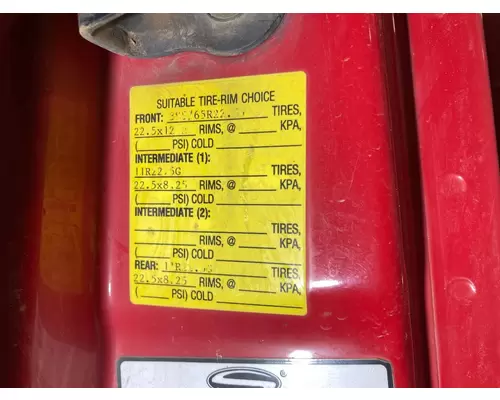 SUITABLE TIRE-RIM CHOICE
FRONT: TIRES,
22.5x12 RIMS, @ KPA,
( PSI) COLD
INTERMEDIATE (1):
11R22.5G TIRES,
22.5x8.25 RIMS, @ KPA,
( PSI) COLD
INTERMEDIATE (2):
TIRES,
RIMS, @ KPA,
( PSI) COLD
REAR: TIRES,
22.5x8.25 RIMS, @ KPA,
( PSI) COLD
®